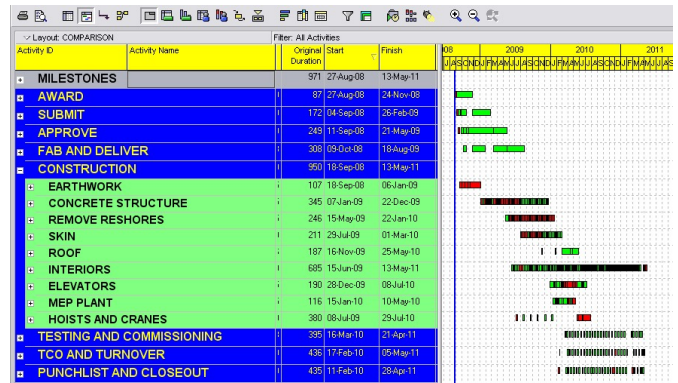 Layout: COMPARISON Filter: All Activities
Activity ID Activity Name Original Duration Start Finish 08 2009 2010 2011
J A S O N D J F M A M J J A S O N D J F M A M J J A S O N D J F M A M J J A S
MILESTONES 971 27-Aug-08 13-May-11
AWARD 87 27-Aug-08 24-Nov-08
SUBMIT 172 04-Sep-08 26-Feb-09
APPROVE 249 11-Sep-08 21-May-09
FAB AND DELIVER 308 09-Oct-08 18-Aug-09
CONSTRUCTION 950 18-Sep-08 13-May-11
EARTHWORK 107 18-Sep-08 06-Jan-09
CONCRETE STRUCTURE 345 07-Jan-09 22-Dec-09
REMOVE RESHORES 246 15-May-09 22-Jan-10
SKIN 211 29-Jul-09 01-Mar-10
ROOF 187 16-Nov-09 25-May-10
INTERIORS 685 15-Jun-09 13-May-11
ELEVATORS 190 28-Dec-09 08-Jul-10
MEP PLANT 116 15-Jan-10 10-May-10
HOISTS AND CRANES 380 08-Jul-09 29-Jul-10
TESTING AND COMMISSIONING 395 16-Mar-10 21-Apr-11
TCO AND TURNOVER 436 17-Feb-10 05-May-11
PUNCHLIST AND CLOSEOUT 435 11-Feb-10 28-Apr-11